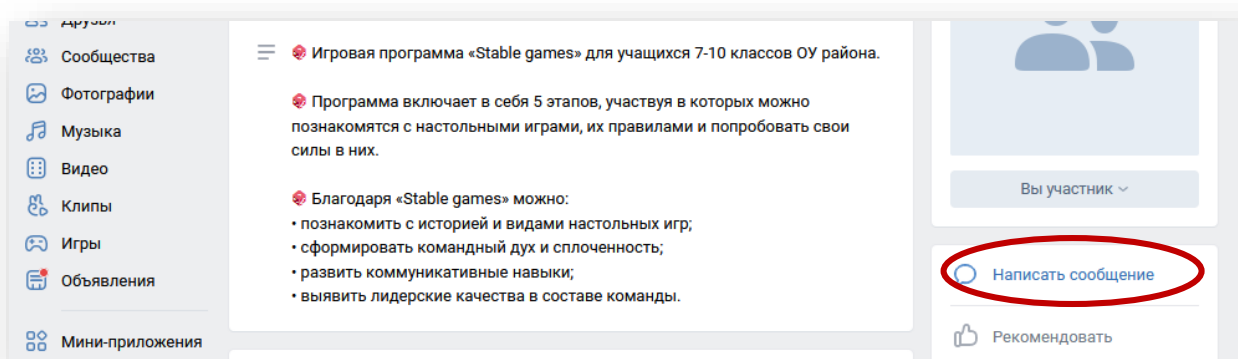 Друзья
Сообщества
Фотографии
Музыка
Видео
Клипы
Игры
Объявления
Мини-приложения
Игровая программа «Stable games» для учащихся 7-10 классов ОУ района.
Программа включает в себя 5 этапов, участвуя в которых можно
познакомятся с настольными играми, их правилами и попробовать свои
силы в них.
Благодаря «Stable games» можно:
• познакомить с историей и видами настольных игр;
• сформировать командный дух и сплоченность;
• развить коммуникативные навыки;
• выявить лидерские качества в составе команды.
Вы участник
Написать сообщение
Рекомендовать